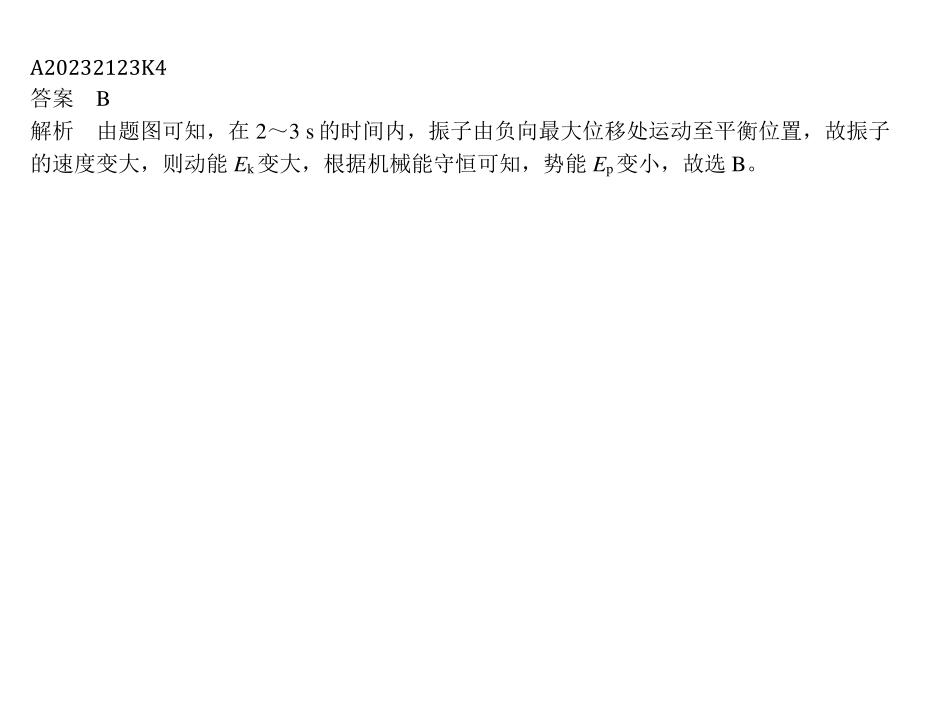 A20232123K4
答案　B
解析　由题图可知，在 2～3 s 的时间内，振子由负向最大位移处运动至平衡位置，故振子
的速度变大，则动能 Eₖ 变大，根据机械能守恒可知，势能 Eₚ 变小，故选 B。